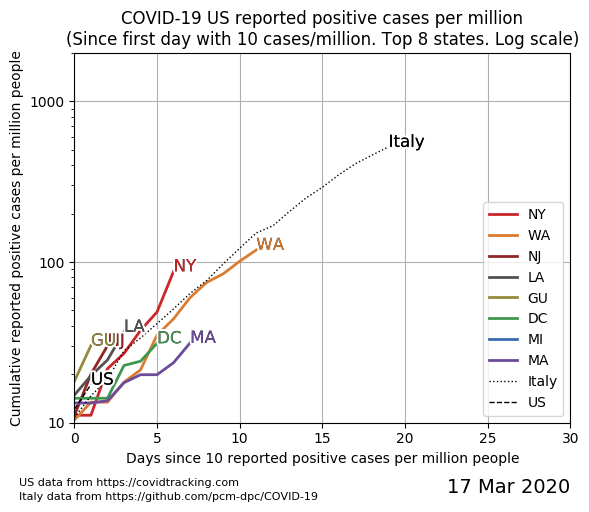 COVID-19 US reported positive cases per million
(Since first day with 10 cases/million. Top 8 states. Log scale)
Cumulative reported positive cases per million people
1000
100
10
Italy
WA
NY
LA
GU
NJ
DC
MA
US
NY
WA
NJ
LA
GU
DC
MI
MA
Italy
US
0 5 10 15 20 25 30
Days since 10 reported positive cases per million people
US data from https://covidtracking.com
Italy data from https://github.com/pcm-dpc/COVID-19
17 Mar 2020